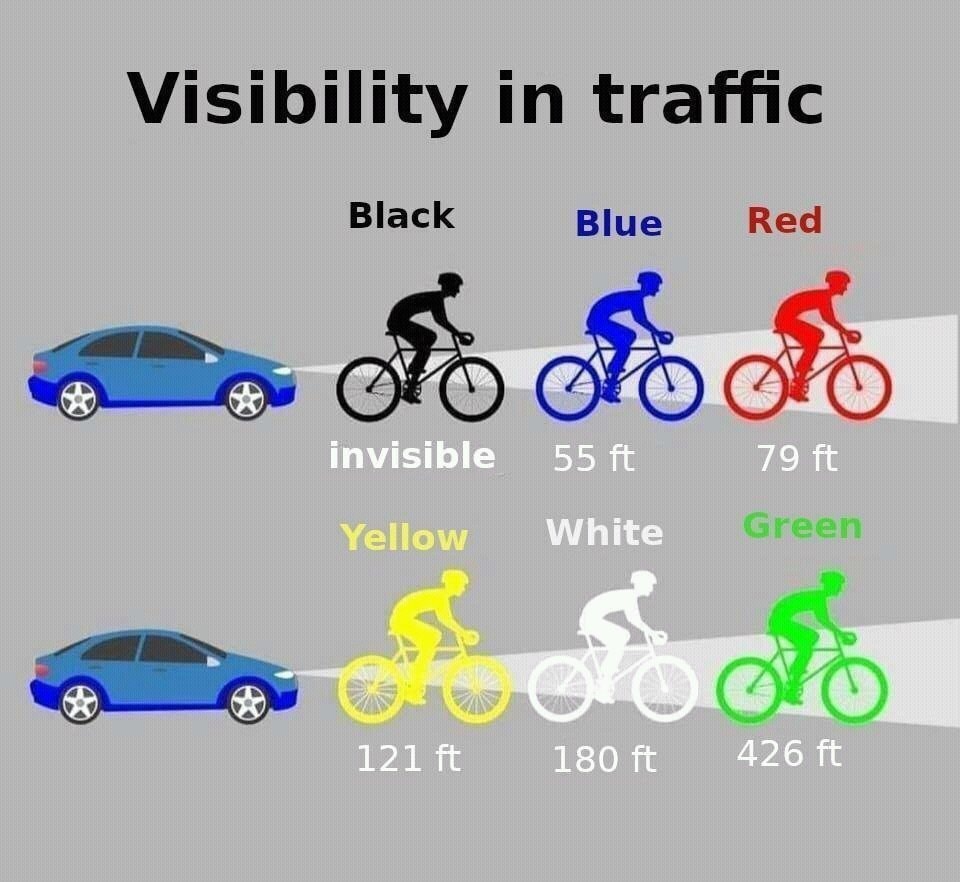 Visibility in traffic
Black
Blue
Red
invisible
55 ft
79 ft
Yellow
White
Green
121 ft
180 ft
426 ft